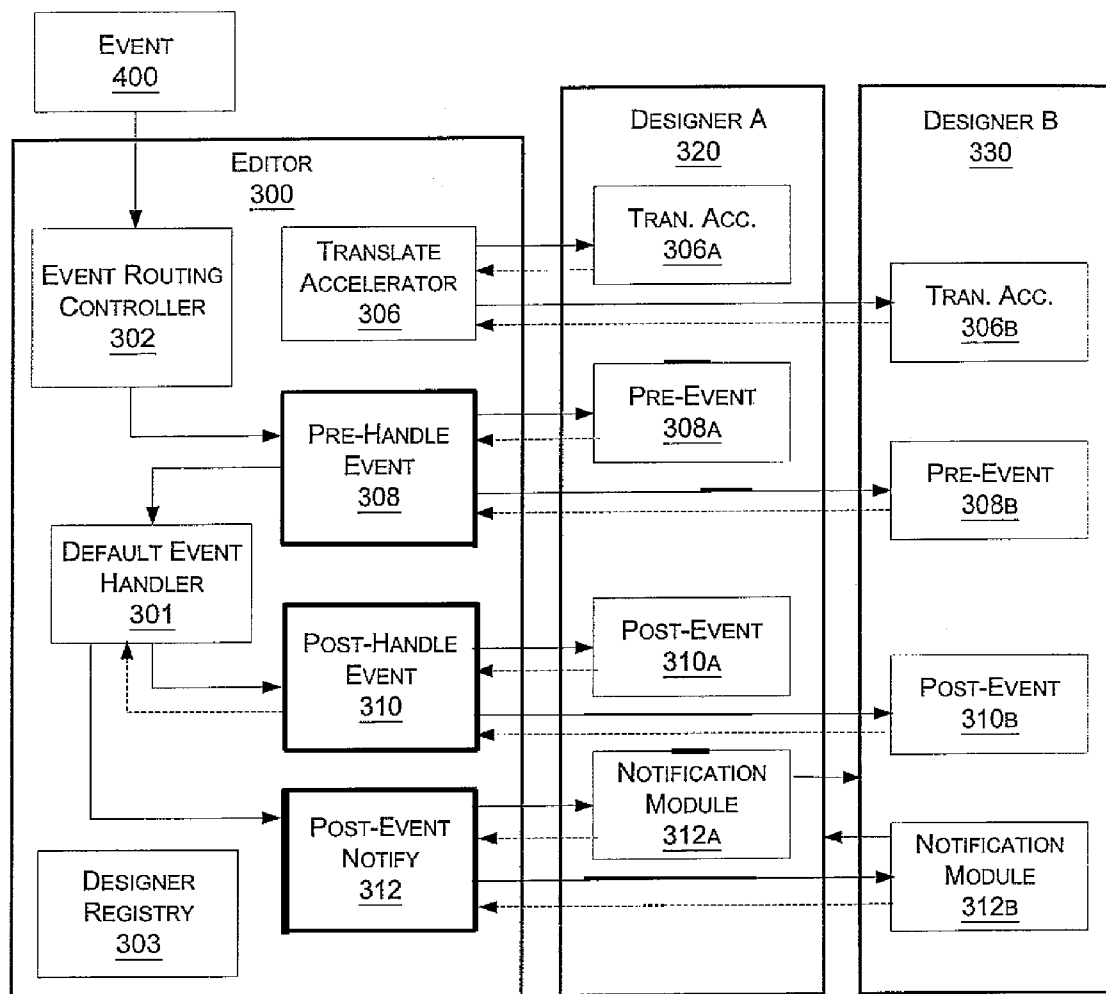 EVENT
400
EDITOR
300
EVENT ROUTING
CONTROLLER
302
TRANSLATE
ACCELERATOR
306
PRE-HANDLE
EVENT
308
DEFAULT EVENT
HANDLER
301
POST-HANDLE
EVENT
310
POST-EVENT
NOTIFY
312
DESIGNER
REGISTRY
303
DESIGNER A
320
TRAN. ACC.
306A
PRE-EVENT
308A
POST-EVENT
310A
NOTIFICATION
MODULE
312A
DESIGNER B
330
TRAN. ACC.
306B
PRE-EVENT
308B
POST-EVENT
310B
NOTIFICATION
MODULE
312B